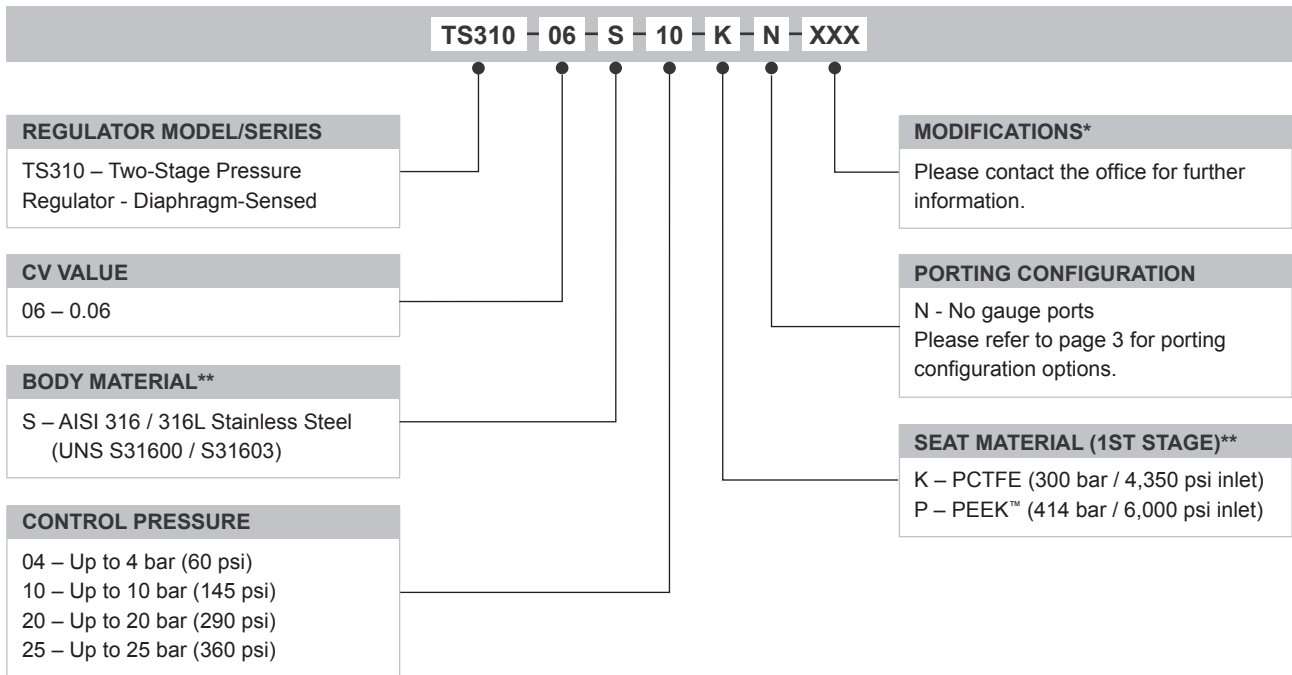 TS310 06 S 10 K N XXX
REGULATOR MODEL/SERIES
TS310 – Two-Stage Pressure
Regulator - Diaphragm-Sensed
CV VALUE
06 – 0.06
BODY MATERIAL**
S – AISI 316 / 316L Stainless Steel
(UNS S31600 / S31603)
CONTROL PRESSURE
04 – Up to 4 bar (60 psi)
10 – Up to 10 bar (145 psi)
20 – Up to 20 bar (290 psi)
25 – Up to 25 bar (360 psi)
MODIFICATIONS*
Please contact the office for further
information.
PORTING CONFIGURATION
N - No gauge ports
Please refer to page 3 for porting
configuration options.
SEAT MATERIAL (1ST STAGE)**
K – PCTFE (300 bar / 4,350 psi inlet)
P – PEEK™ (414 bar / 6,000 psi inlet)